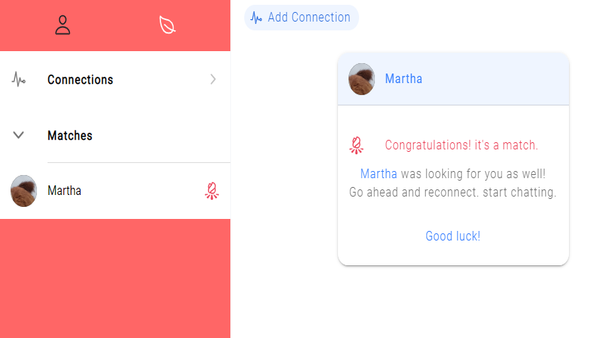 Connections
Matches
Martha
Add Connection
Martha
Congratulations! it's a match.
Martha was looking for you as well!
Go ahead and reconnect. start chatting.
Good luck!